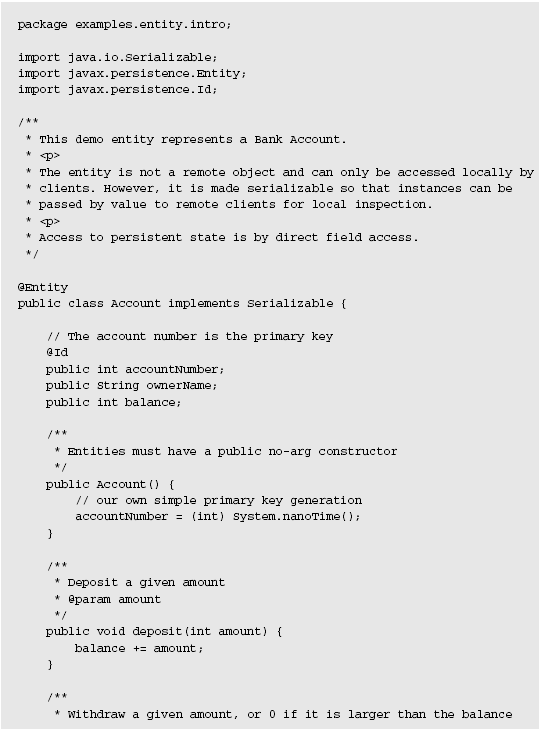 package examples.entity.intro;
import java.io.Serializable;
import javax.persistence.Entity;
import javax.persistence.Id;
/**
 * This demo entity represents a Bank Account.
 * <p>
 * The entity is not a remote object and can only be accessed locally by
 * clients. However, it is made serializable so that instances can be
 * passed by value to remote clients for local inspection.
 * <p>
 * Access to persistent state is by direct field access.
 */
@Entity
public class Account implements Serializable {
    // The account number is the primary key
    @Id
    public int accountNumber;
    public String ownerName;
    public int balance;
    /**
     * Entities must have a public no-arg constructor
     */
    public Account() {
        // our own simple primary key generation
        accountNumber = (int) System.nanoTime();
    }
    /**
     * Deposit a given amount
     * @param amount
     */
    public void deposit(int amount) {
        balance += amount;
    }
    /**
     * Withdraw a given amount, or 0 if it is larger than the balance